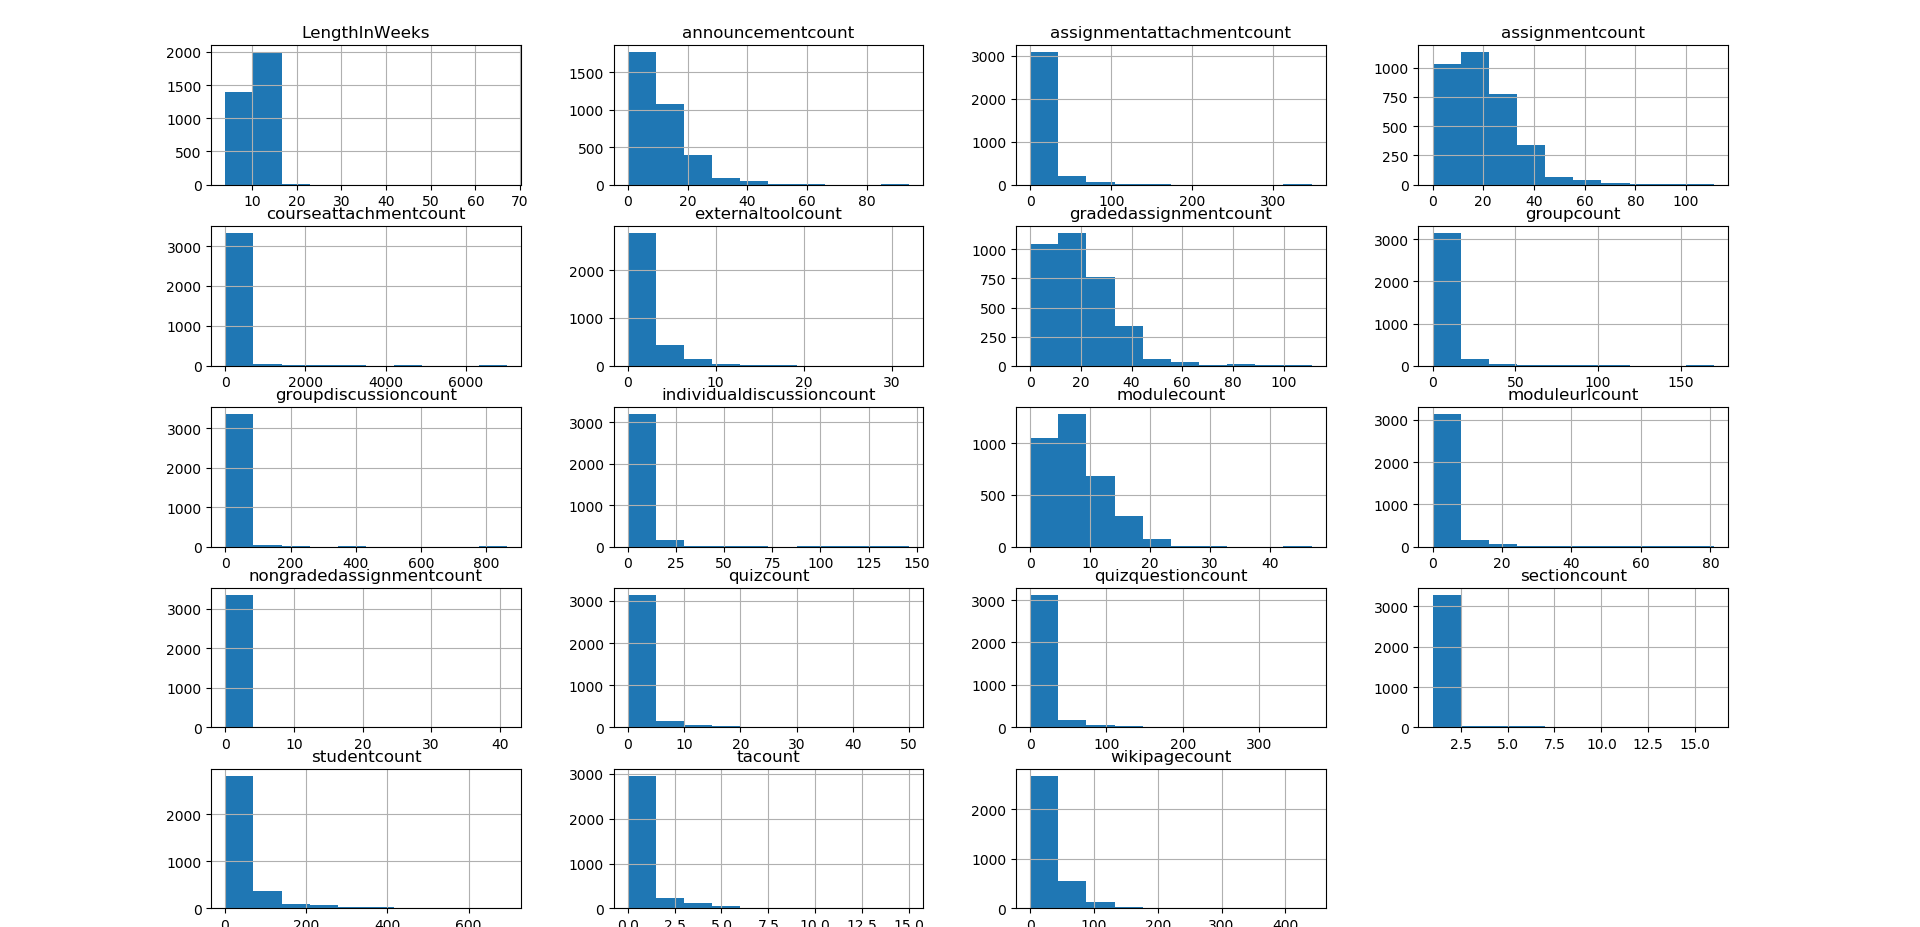 LengthInWeeks
2000
1500
1000
500
0
10 20 30 40 50 60 70
announcementcount
1500
1000
500
0
0 20 40 60 80
assignmentattachmentcount
3000
2000
1000
0
0 100 200 300
assignmentcount
1000
750
500
250
0
0 20 40 60 80 100
courseattachmentcount
3000
2000
1000
0
0 2000 4000 6000
externaltoolcount
2000
1000
0
0 10 20 30
gradedassignmentcount
1000
750
500
250
0
0 20 40 60 80 100
groupcount
3000
2000
1000
0
0 50 100 150
groupdiscussioncount
3000
2000
1000
0
0 200 400 600 800
individualdiscussioncount
3000
2000
1000
0
0 25 50 75 100 125 150
modulecount
1000
500
0
0 10 20 30 40
moduleurlcount
3000
2000
1000
0
0 20 40 60 80
nongradedassignmentcount
3000
2000
1000
0
0 10 20 30 40
quizcount
3000
2000
1000
0
0 10 20 30 40 50
quizquestioncount
3000
2000
1000
0
0 100 200 300
sectioncount
3000
2000
1000
0
2.5 5.0 7.5 10.0 12.5 15.0
studentcount
2000
1000
0
0 200 400 600
tacount
3000
2000
1000
0
0.0 2.5 5.0 7.5 10.0 12.5 15.0
wikipagecount
2000
1000
0
0 100 200 300 400